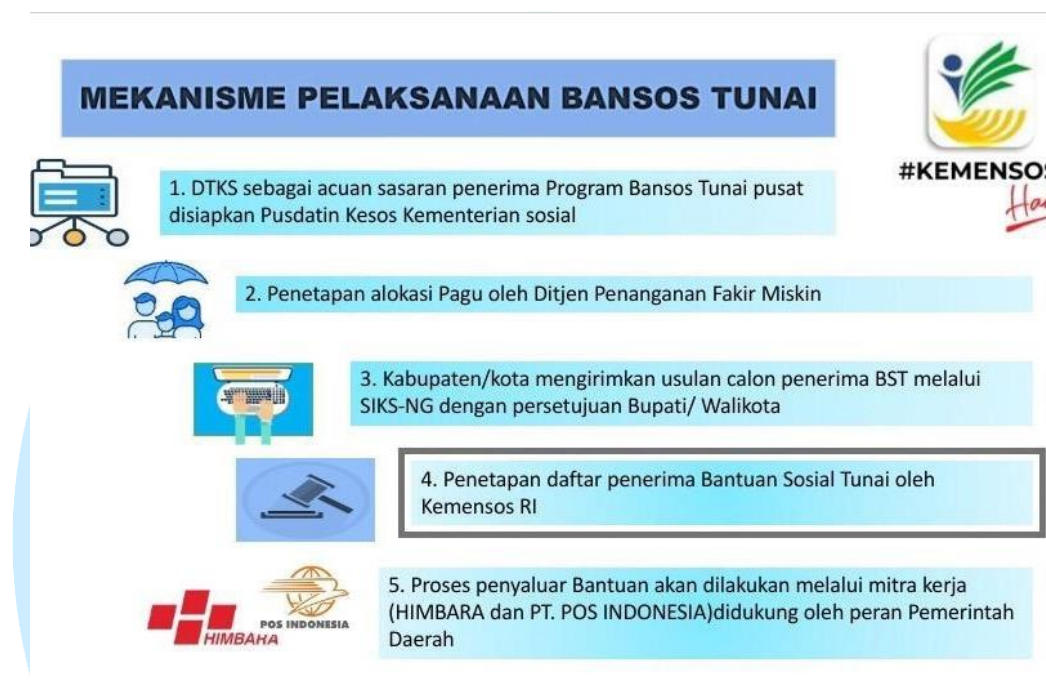 MEKANISME PELAKSANAAN BANSOS TUNAI
#KEMENSOS
1. DTKS sebagai acuan sasaran penerima Program Bansos Tunai pusat
disiapkan Pusdatin Kesos Kementerian sosial
2. Penetapan alokasi Pagu oleh Ditjen Penanganan Fakir Miskin
3. Kabupaten/kota mengirimkan usulan calon penerima BST melalui
SIKS-NG dengan persetujuan Bupati/ Walikota
4. Penetapan daftar penerima Bantuan Sosial Tunai oleh
Kemensos RI
POS INDONESIA
HIMBARA
5. Proses penyaluar Bantuan akan dilakukan melalui mitra kerja
(HIMBARA dan PT. POS INDONESIA)didukung oleh peran Pemerintah
Daerah